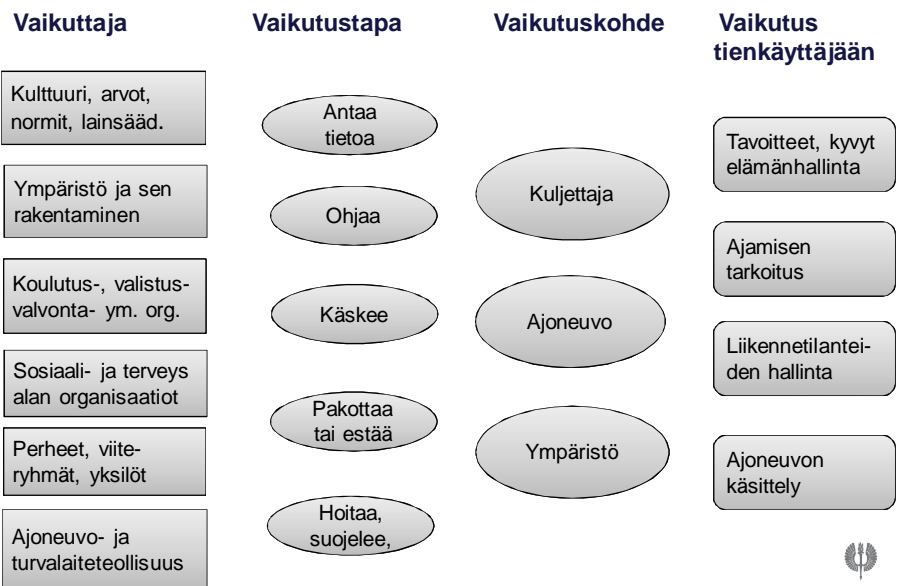 Vaikuttaja
Vaikutustapa
Vaikutuskohde
Vaikutus
tienkäyttäjään
Kulttuuri, arvot,
normit, lainsääd.
Ympäristö ja sen
rakentaminen
Koulutus-, valistus-
valvonta- ym. org.
Sosiaali- ja terveys
alan organisaatiot
Perheet, viite-
ryhmät, yksilöt
Ajoneuvo- ja
turvalaiteteollisuus
Antaa
tietoa
Ohjaa
Käskee
Pakottaa
tai estää
Hoitaa,
suojelee,
Kuljettaja
Ajoneuvo
Ympäristö
Tavoitteet, kyvyt
elämänhallinta
Ajamisen
tarkoitus
Liikennetilantei-
den hallinta
Ajoneuvon
käsittely